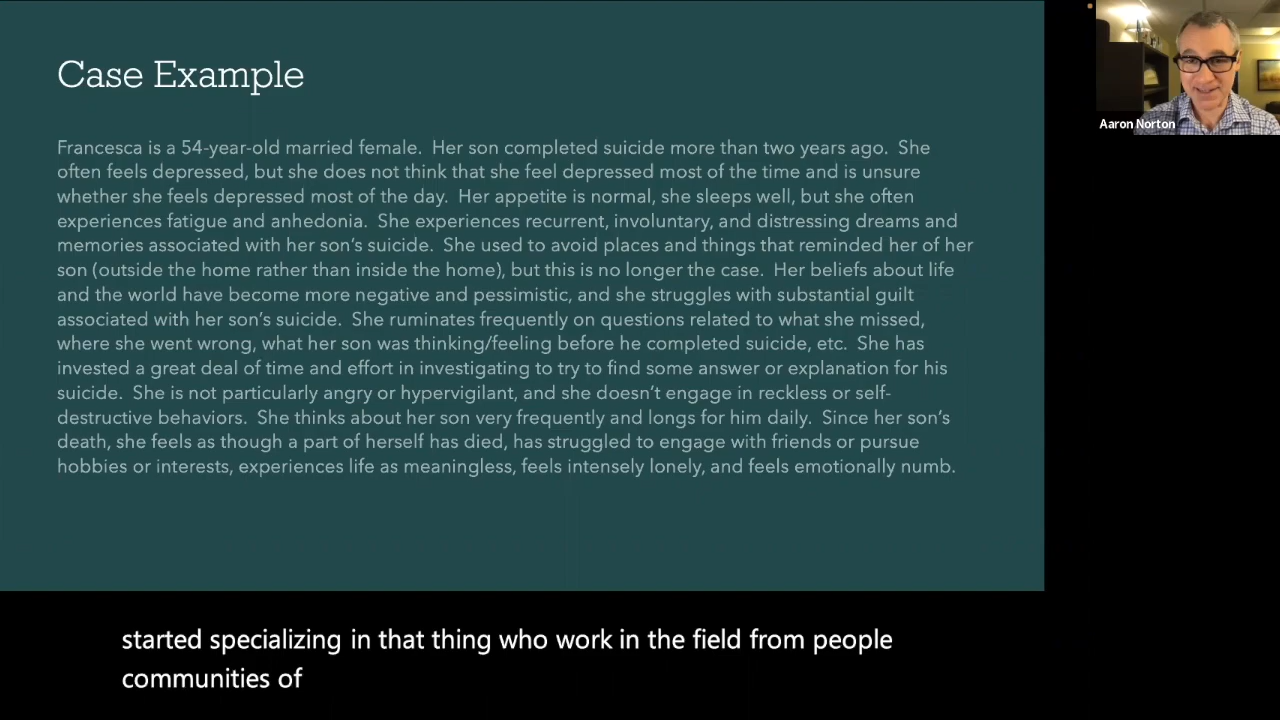 Case Example
Francesca is a 54-year-old married female.  Her son completed suicide more than two years ago.  She
often feels depressed, but she does not think that she feel depressed most of the time and is unsure
whether she feels depressed most of the day.  Her appetite is normal, she sleeps well, but she often
experiences fatigue and anhedonia.  She experiences recurrent, involuntary, and distressing dreams and
memories associated with her son's suicide.  She used to avoid places and things that reminded her of her
son (outside the home rather than inside the home), but this is no longer the case.  Her beliefs about life
and the world have become more negative and pessimistic, and she struggles with substantial guilt
associated with her son's suicide.  She ruminates frequently on questions related to what she missed,
where she went wrong, what her son was thinking/feeling before he completed suicide, etc.  She has
invested a great deal of time and effort in investigating to try to find some answer or explanation for his
suicide.  She is not particularly angry or hypervigilant, and she doesn't engage in reckless or self-
destructive behaviors.  She thinks about her son very frequently and longs for him daily.  Since her son's
death, she feels as though a part of herself has died, has struggled to engage with friends or pursue
hobbies or interests, experiences life as meaningless, feels intensely lonely, and feels emotionally numb.
Aaron Norton
started specializing in that thing who work in the field from people
communities of